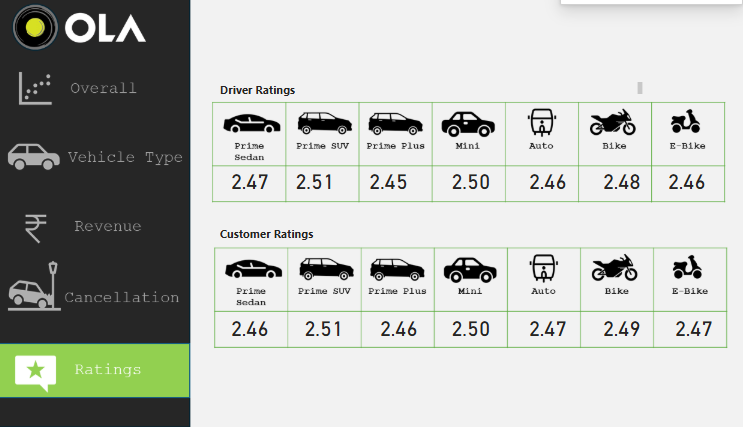 OLA
Overall
Vehicle Type
Revenue
Cancellation
Ratings
Driver Ratings
Prime Sedan Prime SUV Prime Plus Mini Auto Bike E-Bike
2.47 2.51 2.45 2.50 2.46 2.48 2.46
Customer Ratings
Prime Sedan Prime SUV Prime Plus Mini Auto Bike E-Bike
2.46 2.51 2.46 2.50 2.47 2.49 2.47